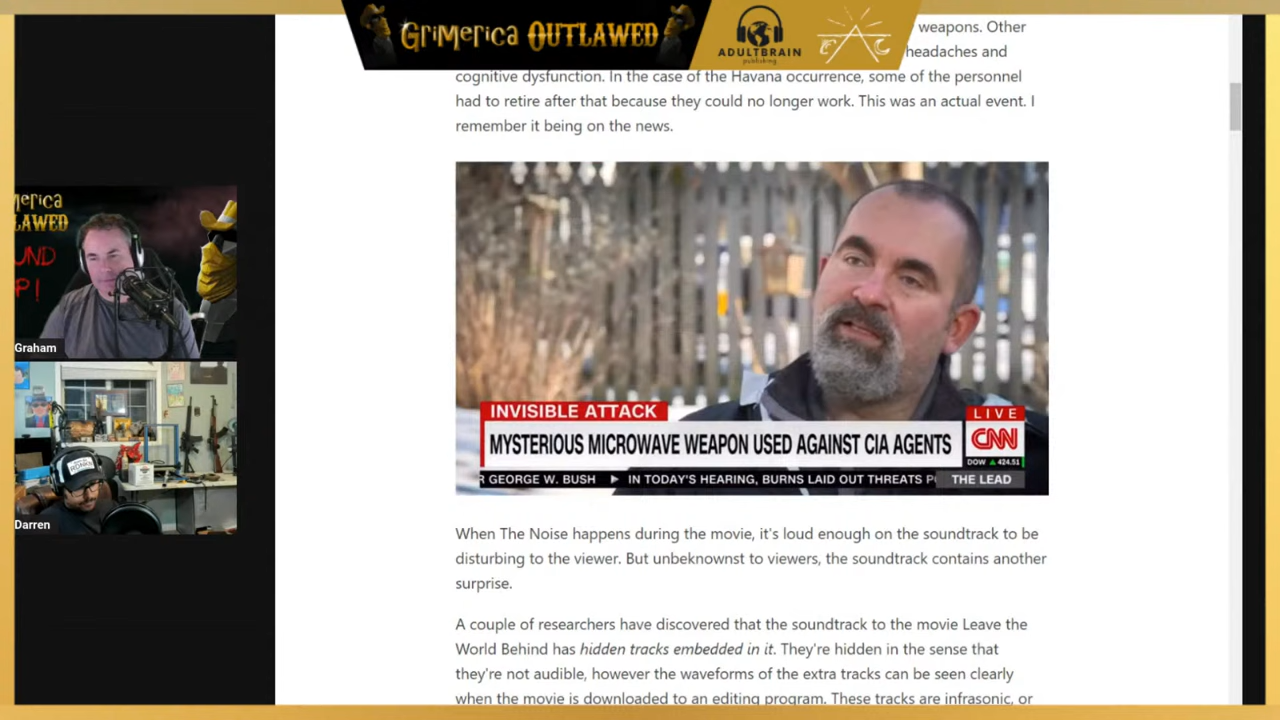 GRIMERICA OUTLAWED
ADULTBRAIN
publishing
weapons. Other
headaches and
cognitive dysfunction. In the case of the Havana occurrence, some of the personnel
had to retire after that because they could no longer work. This was an actual event. I
remember it being on the news.
merica
LAWED
UND
P!
Graham
Darren
INVISIBLE ATTACK
MYSTERIOUS MICROWAVE WEAPON USED AGAINST CIA AGENTS
LIVE
CNN
DOW ▲ 424.51
R GEORGE W. BUSH ▶ IN TODAY'S HEARING, BURNS LAID OUT THREATS P
THE LEAD
When The Noise happens during the movie, it's loud enough on the soundtrack to be
disturbing to the viewer. But unbeknownst to viewers, the soundtrack contains another
surprise.
A couple of researchers have discovered that the soundtrack to the movie Leave the
World Behind has hidden tracks embedded in it. They're hidden in the sense that
they're not audible, however the waveforms of the extra tracks can be seen clearly
when the movie is downloaded to an editing program. These tracks are infrasonic, or